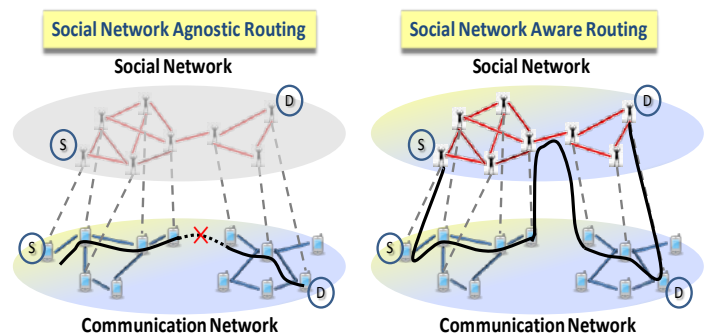 Social Network Agnostic Routing
Social Network
D
S
S
D
Communication Network
Social Network Aware Routing
Social Network
D
S
S
D
Communication Network